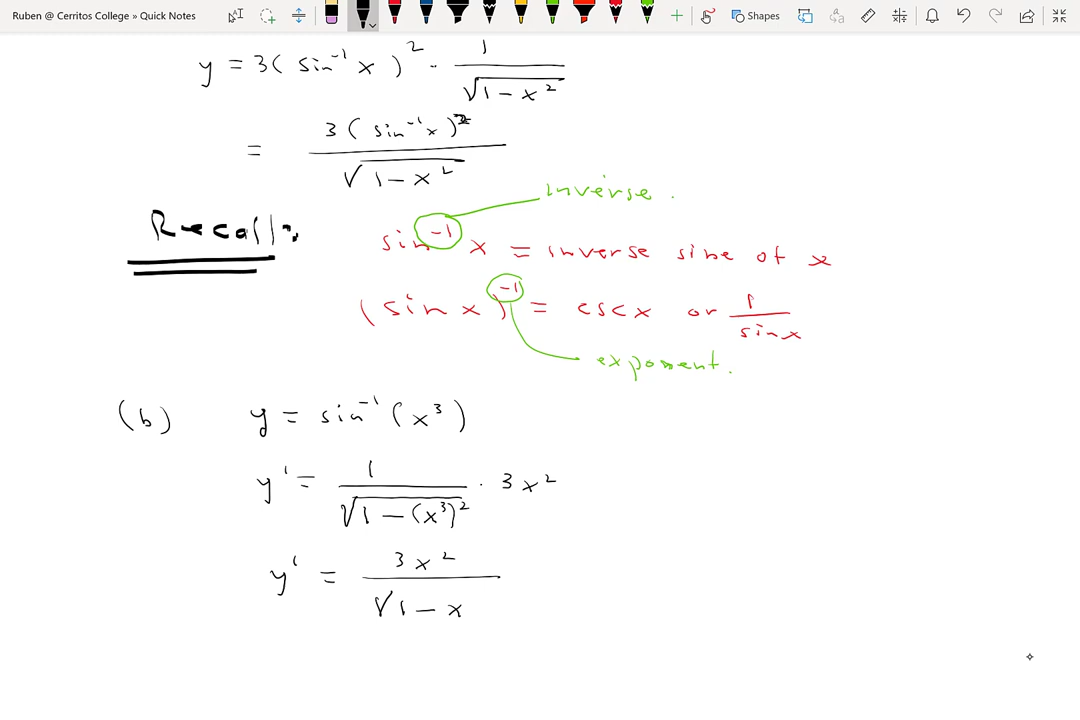 Ruben @ Cerritos College » Quick Notes
Shapes
y = 3(sin⁻¹x)² · 1/√(1-x²)
= 3(sin⁻¹x)²/√(1-x²)
inverse.
Recall:
sin⁻¹ x = inverse sine of x
(sin x)⁻¹ = csc x or 1/sin x
exponent.
(b) y = sin⁻¹(x³)
y' = 1/√(1-(x³)²) · 3x²
y' = 3x²/√(1-x